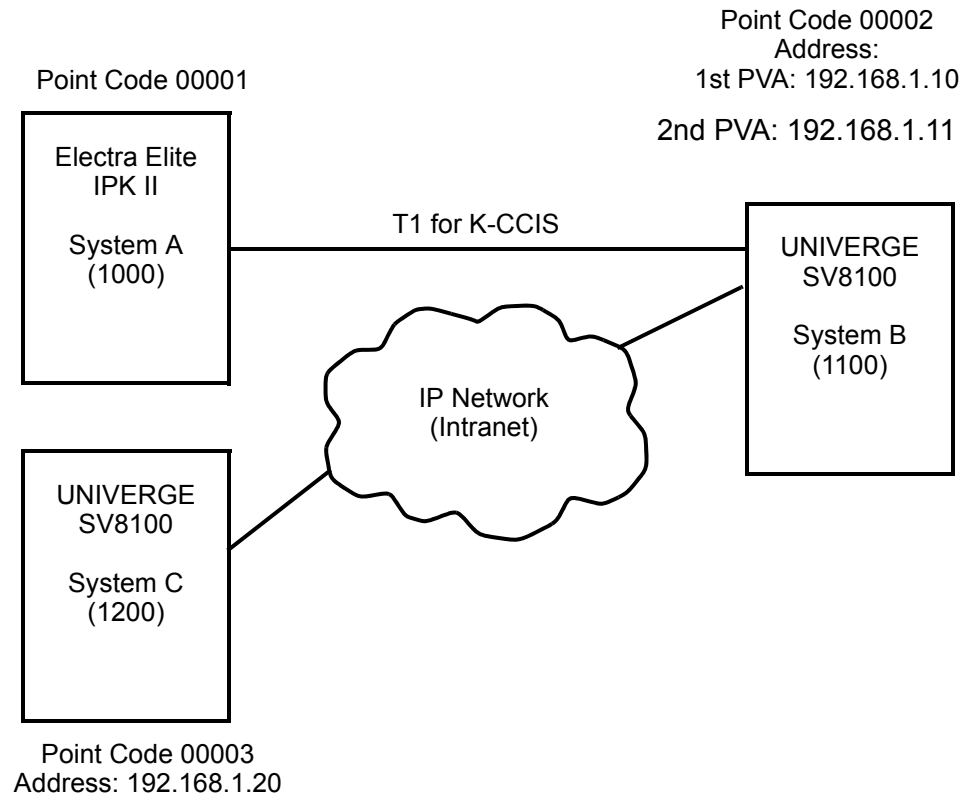 Point Code 00002
Address:
1st PVA: 192.168.1.10
2nd PVA: 192.168.1.11
Point Code 00001
Electra Elite
IPK II
System A
(1000)
T1 for K-CCIS
UNIVERGE
SV8100
System B
(1100)
IP Network
(Intranet)
UNIVERGE
SV8100
System C
(1200)
Point Code 00003
Address: 192.168.1.20